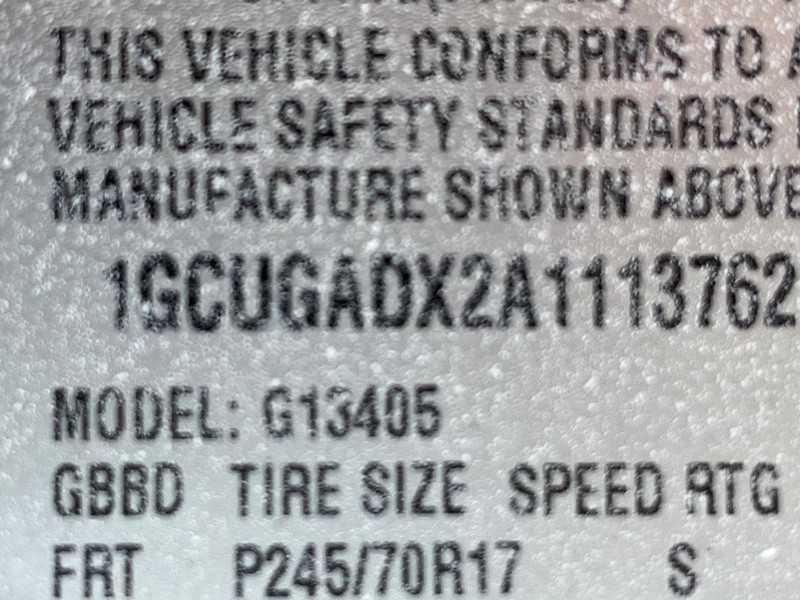 THIS VEHICLE CONFORMS TO A
VEHICLE SAFETY STANDARDS
MANUFACTURE SHOWN ABOVE
1GCUGADX2A1113762
MODEL: G13405
GBBD TIRE SIZE SPEED RTG
FRT P245/70R17 S